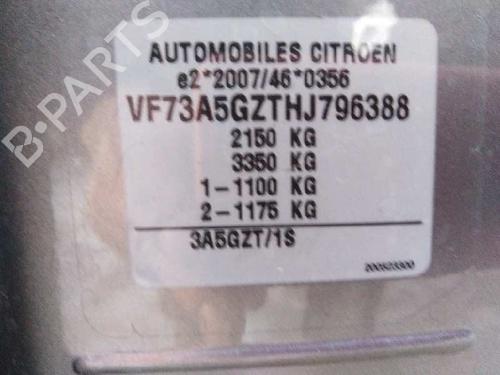 AUTOMOBILES CITROEN
e2*2007/46*0356
VF73A5GZTHJ796388
2150 KG
3350 KG
1-1100 KG
2-1175 KG
3A5GZT/1S
B-PARTS